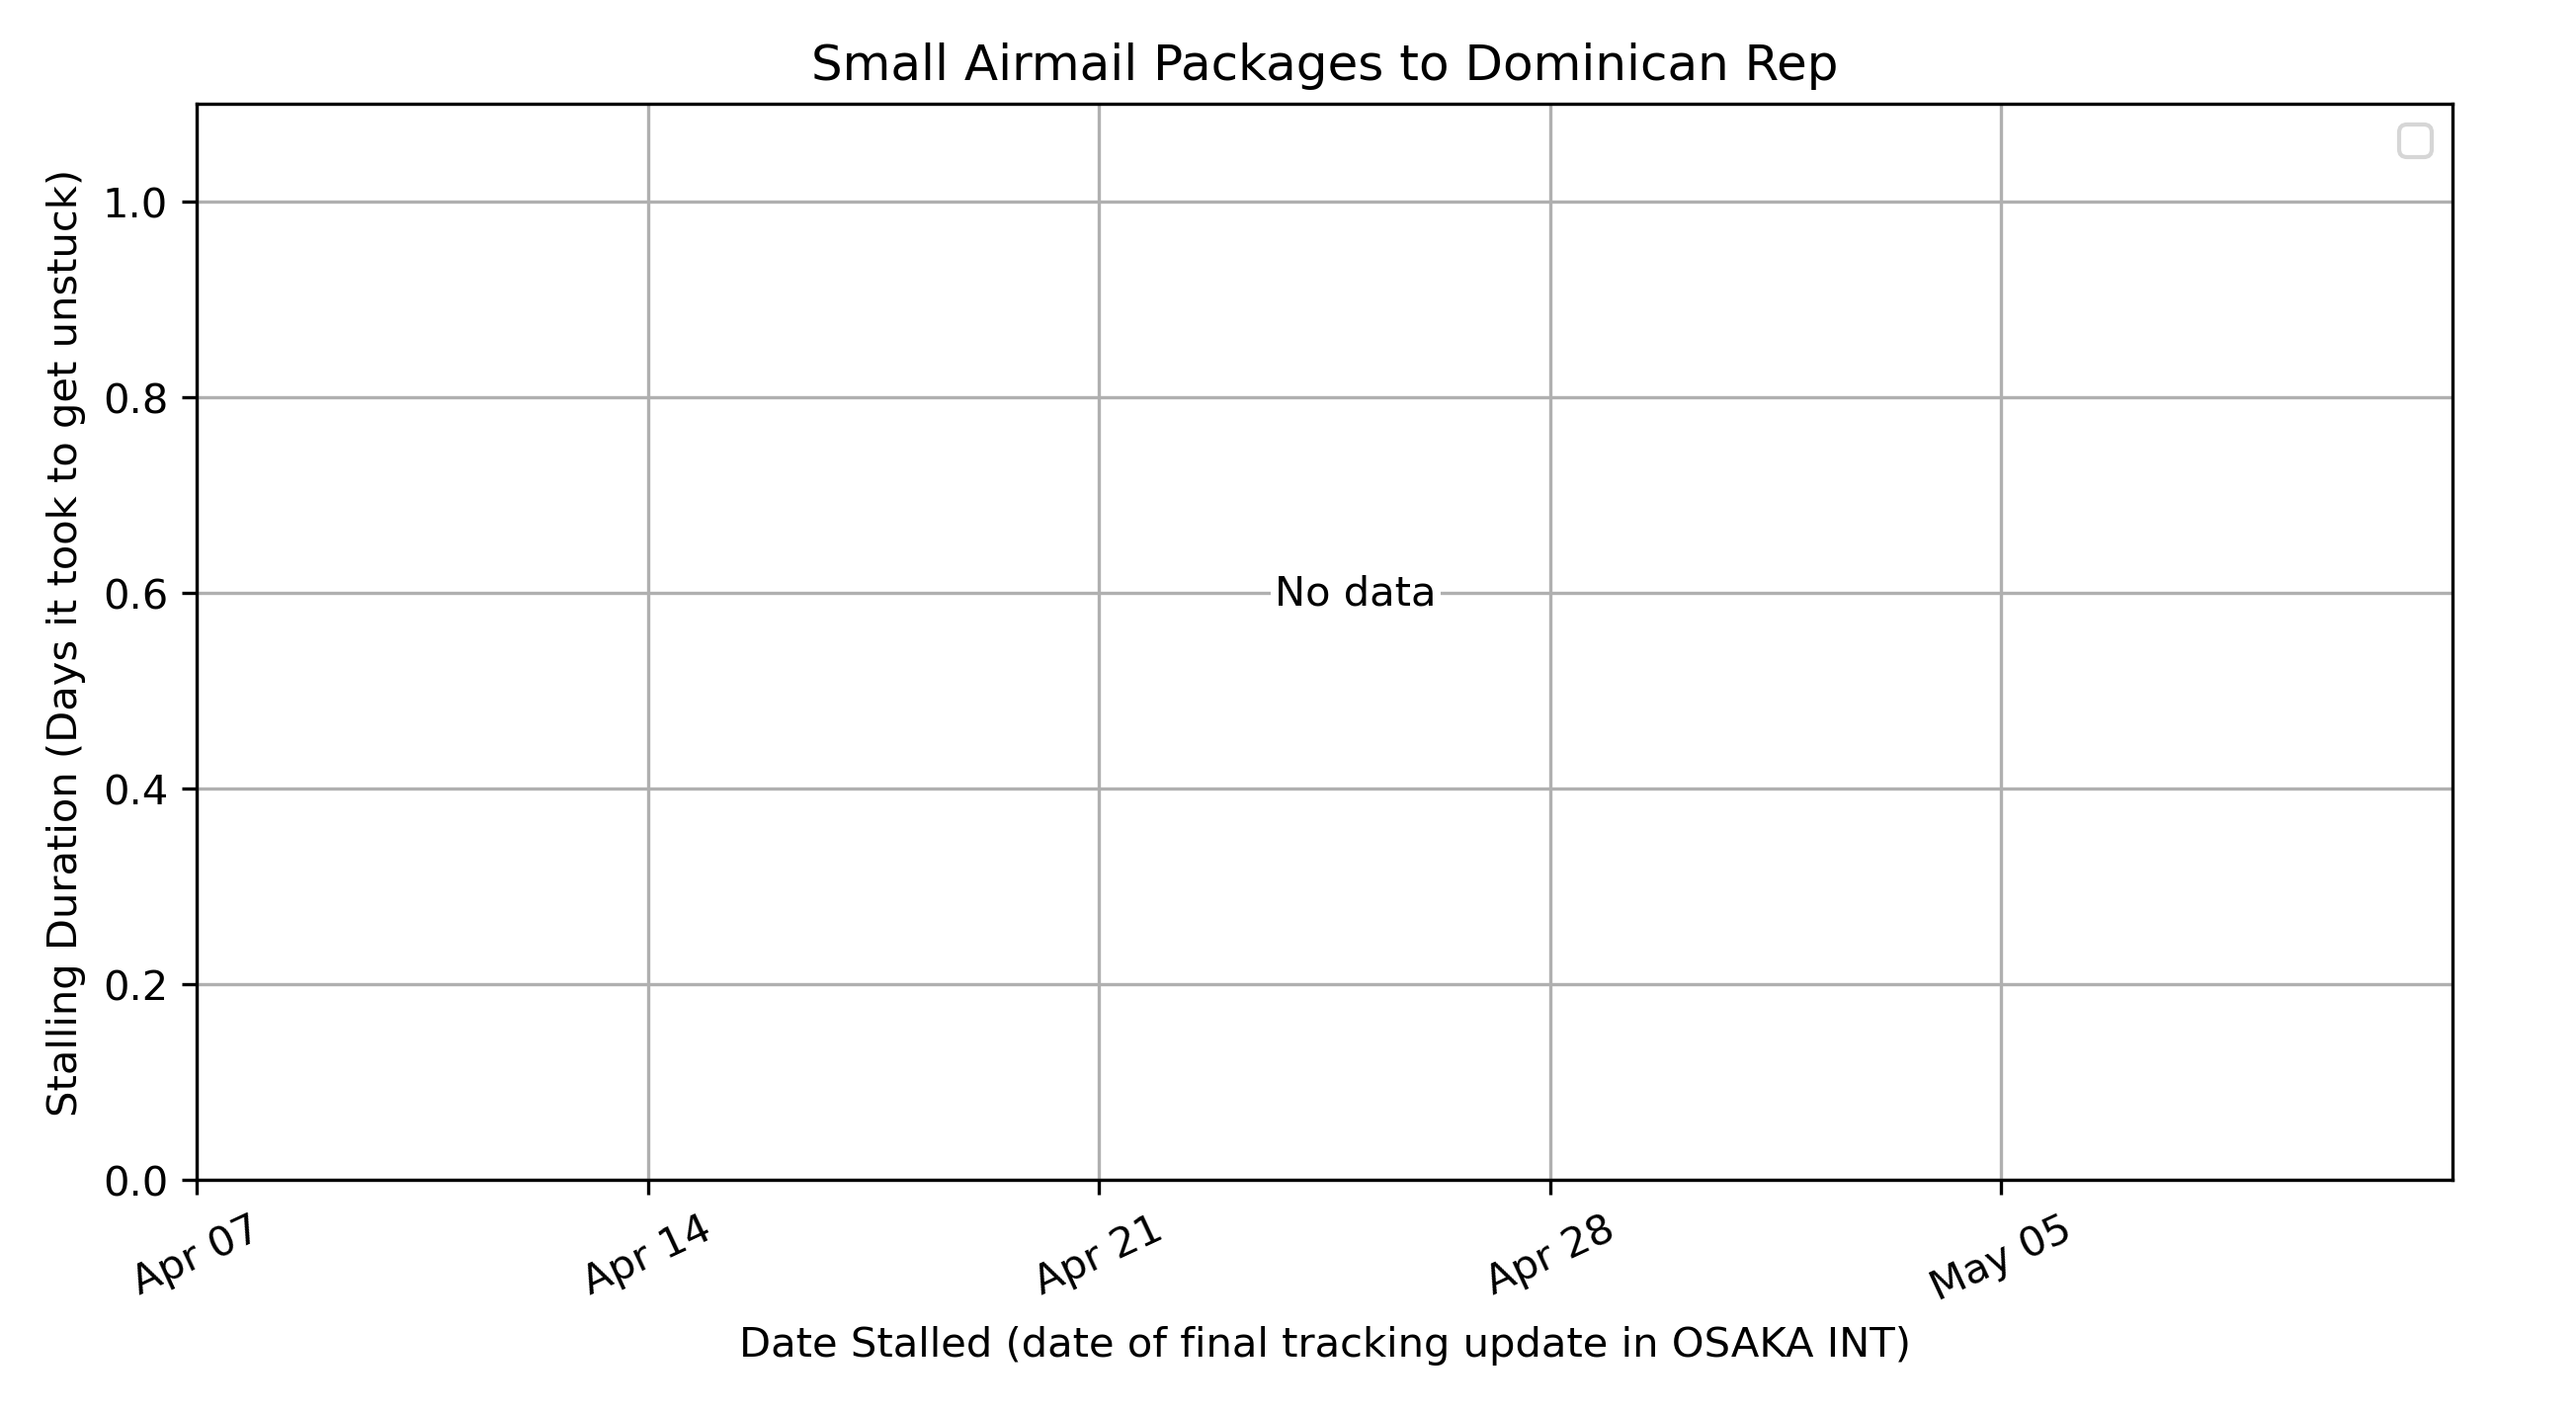 Small Airmail Packages to Dominican Rep
Stalling Duration (Days it took to get unstuck)
1.0
0.8
0.6
0.4
0.2
0.0
No data
Apr 07
Apr 14
Apr 21
Apr 28
May 05
Date Stalled (date of final tracking update in OSAKA INT)